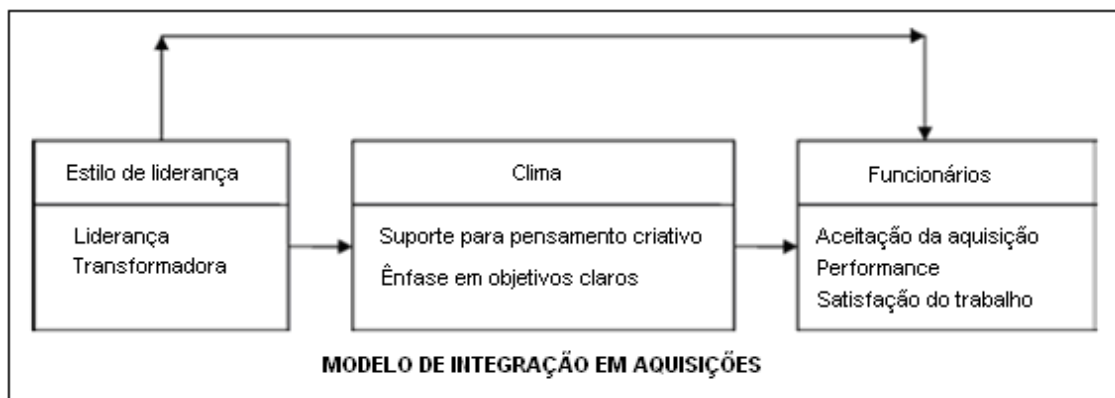 Estilo de liderança
Liderança
Transformadora
Clima
Suporte para pensamento criativo
Ênfase em objetivos claros
Funcionários
Aceitação da aquisição
Performance
Satisfação do trabalho
MODELO DE INTEGRAÇÃO EM AQUISIÇÕES